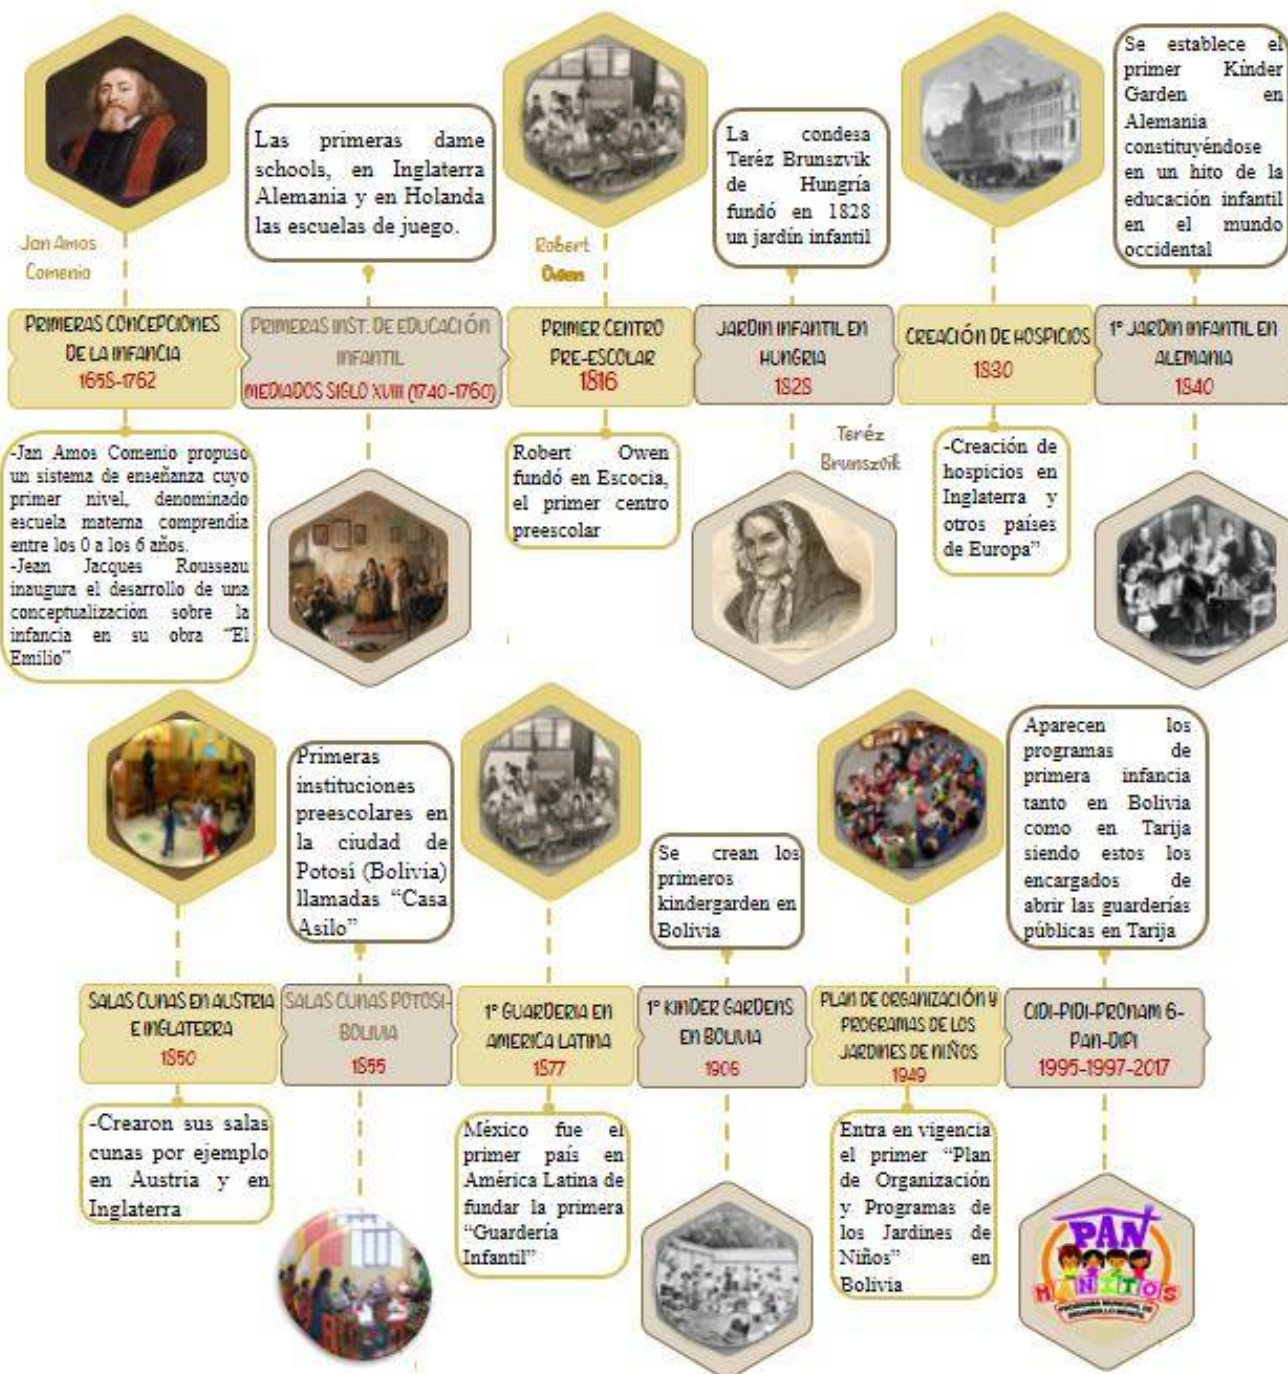 Jan Amos
Comenio
Las primeras dame
schools, en Inglaterra
Alemania y en Holanda
las escuelas de juego.
Robert
Owen
La condesa
Teréz Brunszvik
de Hungría
fundó en 1828
un jardín infantil
Se establece el
primer Kínder
Garden en
Alemania
constituyéndose
en un hito de la
educación infantil
en el mundo
occidental
PRIMERAS CONCEPCIONES
DE LA INFANCIA
1658-1762
PRIMERAS INST. DE EDUCACIÓN
INFANTIL
MEDIADOS SIGLO XVIII (1740-1760)
PRIMER CENTRO
PRE-ESCOLAR
1816
JARDIN INFANTIL EN
HUNGRIA
1828
CREACIÓN DE HOSPICIOS
1830
1° JARDIN INFANTIL EN
ALEMANIA
1840
-Jan Amos Comenio propuso
un sistema de enseñanza cuyo
primer nivel, denominado
escuela materna comprendía
entre los 0 a los 6 años.
-Jean Jacques Rousseau
inaugura el desarrollo de una
conceptualización sobre la
infancia en su obra "El
Emilio"
Robert Owen
fundó en Escocia,
el primer centro
preescolar
Teréz
Brunszvik
-Creación de
hospicios en
Inglaterra y
otros países
de Europa"
Primeras
instituciones
preescolares en
la ciudad de
Potosí (Bolivia)
llamadas "Casa
Asilo"
Se crean los
primeros
kindergarden en
Bolivia
Aparecen los
programas de
primera infancia
tanto en Bolivia
como en Tarija
siendo estos los
encargados de
abrir las guarderías
públicas en Tarija
SALAS CUNAS EN AUSTRIA
E INGLATERRA
1850
SALAS CUNAS POTOSI-
BOLIVIA
1855
1° GUARDERIA EN
AMERICA LATINA
1877
1° KINDER GARDENS
EN BOLIVIA
1906
PLAN DE ORGANIZACIÓN Y
PROGRAMAS DE LOS
JARDINES DE NIÑOS
1949
CIDI-PIDI-PRONAM 6-
PAN-DIPI
1995-1997-2017
-Crearon sus salas
cunas por ejemplo
en Austria y en
Inglaterra
México fue el
primer país en
América Latina de
fundar la primera
"Guardería
Infantil"
Entra en vigencia
el primer "Plan
de Organización
y Programas de
los Jardines de
Niños" en
Bolivia
PAN
MANITOS
PROGRAMA MUNICIPAL DE
DESARROLLO INFANTIL